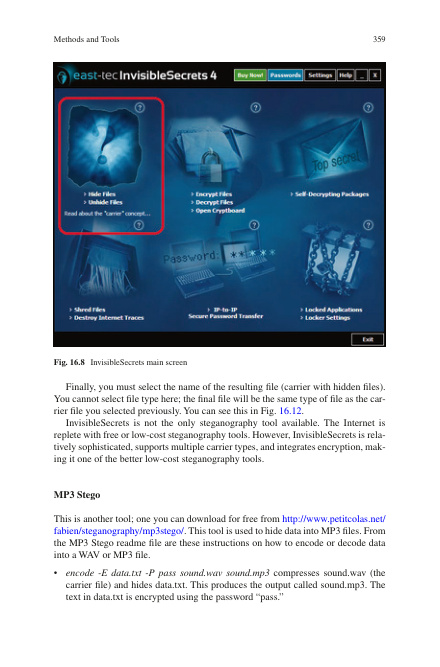 Methods and Tools 359
east-tec InvisibleSecrets 4
Buy Now! Passwords Settings Help _ X
? ? ?
Top secret
Hide Files
Unhide Files
Read about the "carrier" concept...
Encrypt Files
Decrypt Files
Open Cryptboard
Self-Decrypting Packages
? ? ?
Password: * * * *
Shred Files
Destroy Internet Traces
IP-to-IP
Secure Password Transfer
Locked Applications
Locker Settings
Exit
Fig. 16.8 InvisibleSecrets main screen
Finally, you must select the name of the resulting file (carrier with hidden files).
You cannot select file type here; the final file will be the same type of file as the car-
rier file you selected previously. You can see this in Fig. 16.12.
InvisibleSecrets is not the only steganography tool available. The Internet is
replete with free or low-cost steganography tools. However, InvisibleSecrets is rela-
tively sophisticated, supports multiple carrier types, and integrates encryption, mak-
ing it one of the better low-cost steganography tools.
MP3 Stego
This is another tool; one you can download for free from http://www.petitcolas.net/
fabien/steganography/mp3stego/. This tool is used to hide data into MP3 files. From
the MP3 Stego readme file are these instructions on how to encode or decode data
into a WAV or MP3 file.
• encode -E data.txt -P pass sound.wav sound.mp3 compresses sound.wav (the
carrier file) and hides data.txt. This produces the output called sound.mp3. The
text in data.txt is encrypted using the password “pass.”